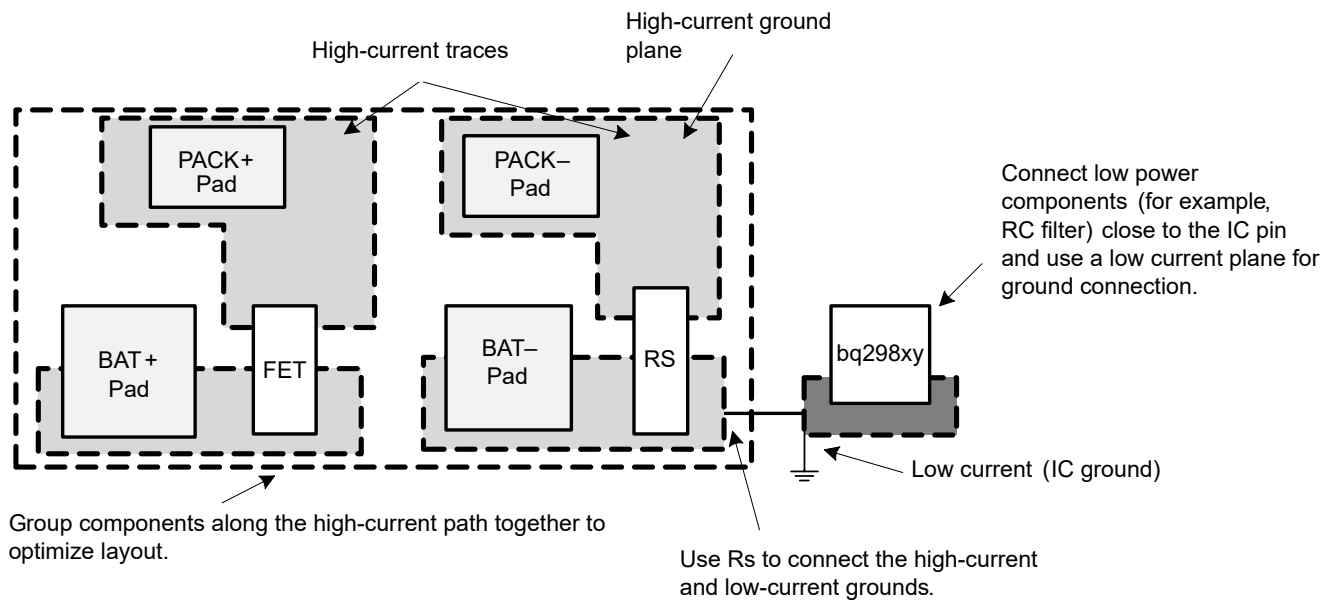 High-current ground
plane
High-current traces
PACK+
Pad
PACK–
Pad
Connect low power
components (for example,
RC filter) close to the IC pin
and use a low current plane for
ground connection.
BAT+
Pad
FET
BAT–
Pad
RS
bq298xy
Low current (IC ground)
Group components along the high-current path together to
optimize layout.
Use Rs to connect the high-current
and low-current grounds.